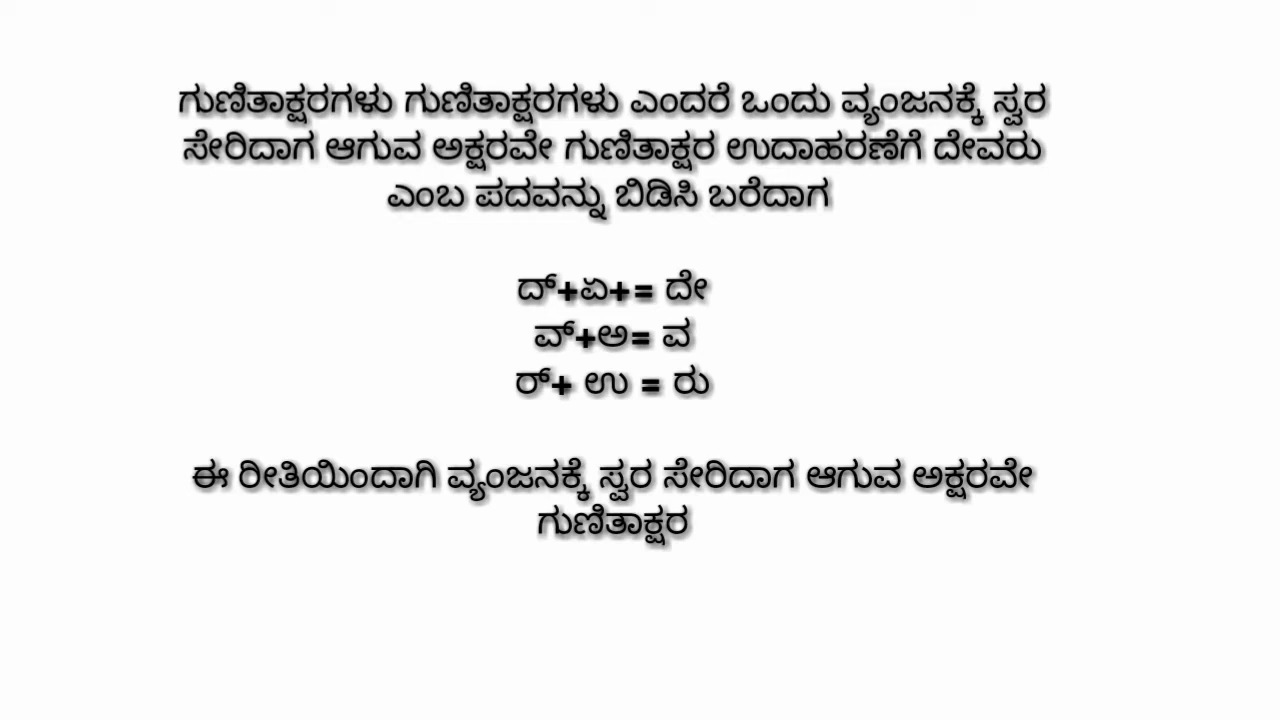 ಗುಣಿತಾಕ್ಷರಗಳು ಗುಣಿತಾಕ್ಷರಗಳು ಎಂದರೆ ಒಂದು ವ್ಯಂಜನಕ್ಕೆ ಸ್ವರ
ಸೇರಿದಾಗ ಆಗುವ ಅಕ್ಷರವೇ ಗುಣಿತಾಕ್ಷರ ಉದಾಹರಣೆಗೆ ದೇವರು
ಎಂಬ ಪದವನ್ನು ಬಿಡಿಸಿ ಬರೆದಾಗ
ದ್+ಏ+= ದೇ
ವ್+ಅ= ವ
ರ್+ ಉ = ರು
ಈ ರೀತಿಯಿಂದಾಗಿ ವ್ಯಂಜನಕ್ಕೆ ಸ್ವರ ಸೇರಿದಾಗ ಆಗುವ ಅಕ್ಷರವೇ
ಗುಣಿತಾಕ್ಷರ